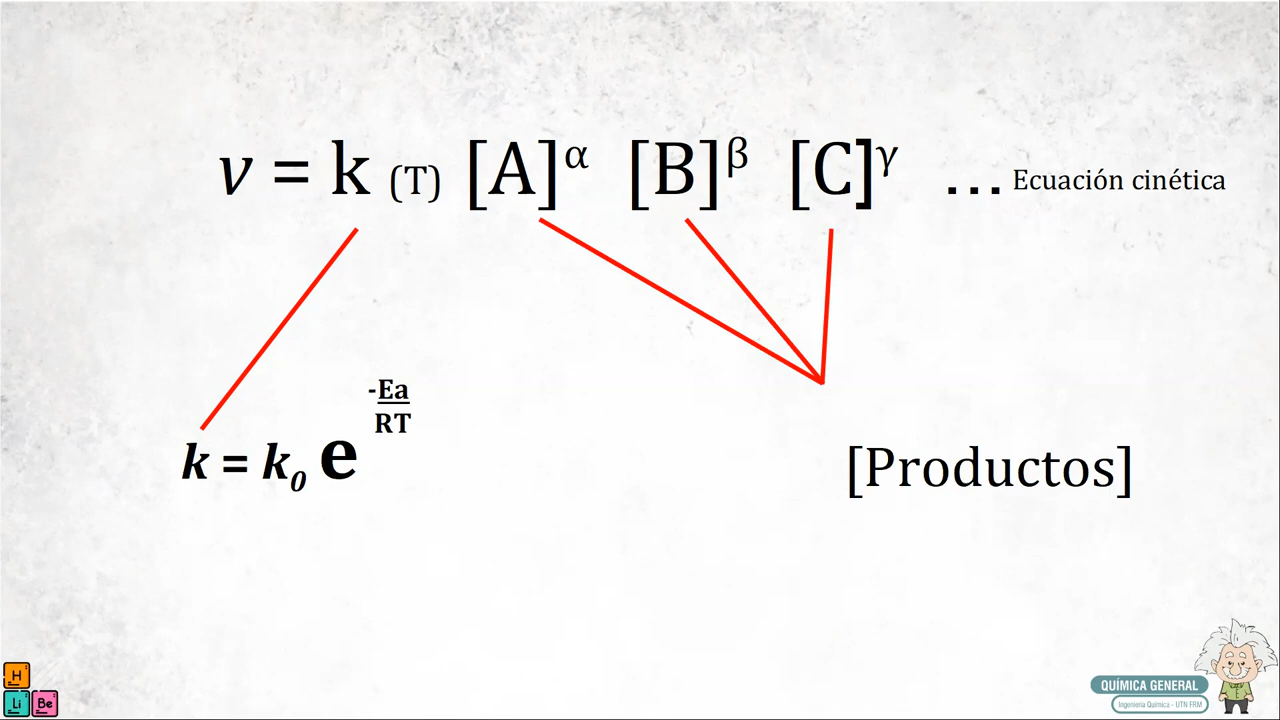 v = k (T) [A]α [B]β [C]γ ... Ecuación cinética
-Ea
RT
k = k0 e
[Productos]
H
Li Be
QUÍMICA GENERAL
Ingeniería Química - UTN FRM